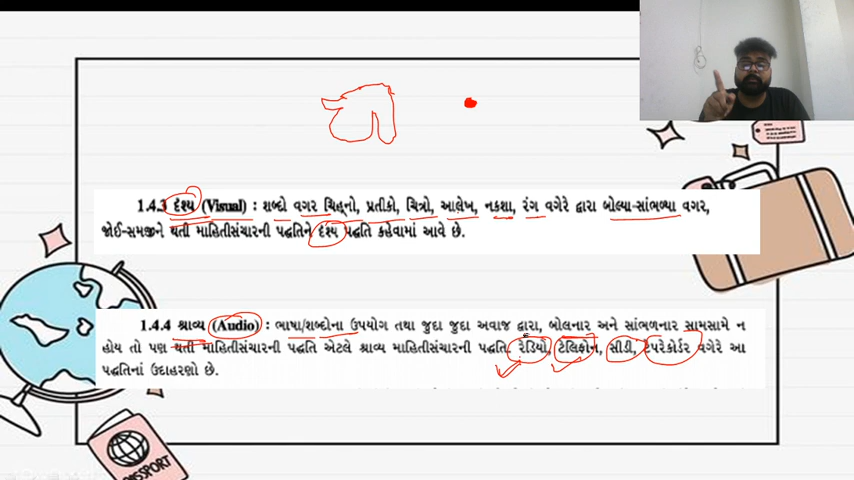 1.4.3 દૃશ્ય (Visual) : શબ્દો વગર ચિહ્નો, પ્રતીકો, ચિત્રો, આલેખ, નકશા, રંગ વગેરે દ્વારા બોલ્યા-સાંભળ્યા વગર,
જોઈ-સમજીને થતી માહિતીસંચારની પદ્ધતિને દૃશ્ય પદ્ધતિ કહેવામાં આવે છે.
1.4.4 શ્રાવ્ય (Audio) : ભાષા/શબ્દોના ઉપયોગ તથા જુદા જુદા અવાજ દ્વારા, બોલનાર અને સાંભળનાર સામસામે ન
હોય તો પણ થતી માહિતીસંચારની પદ્ધતિ એટલે શ્રાવ્ય માહિતીસંચારની પદ્ધતિ. રેડિયો, ટેલિફોન, સીડી, ટેપરેકોર્ડર વગેરે આ
પદ્ધતિનાં ઉદાહરણો છે.
PASSPORT